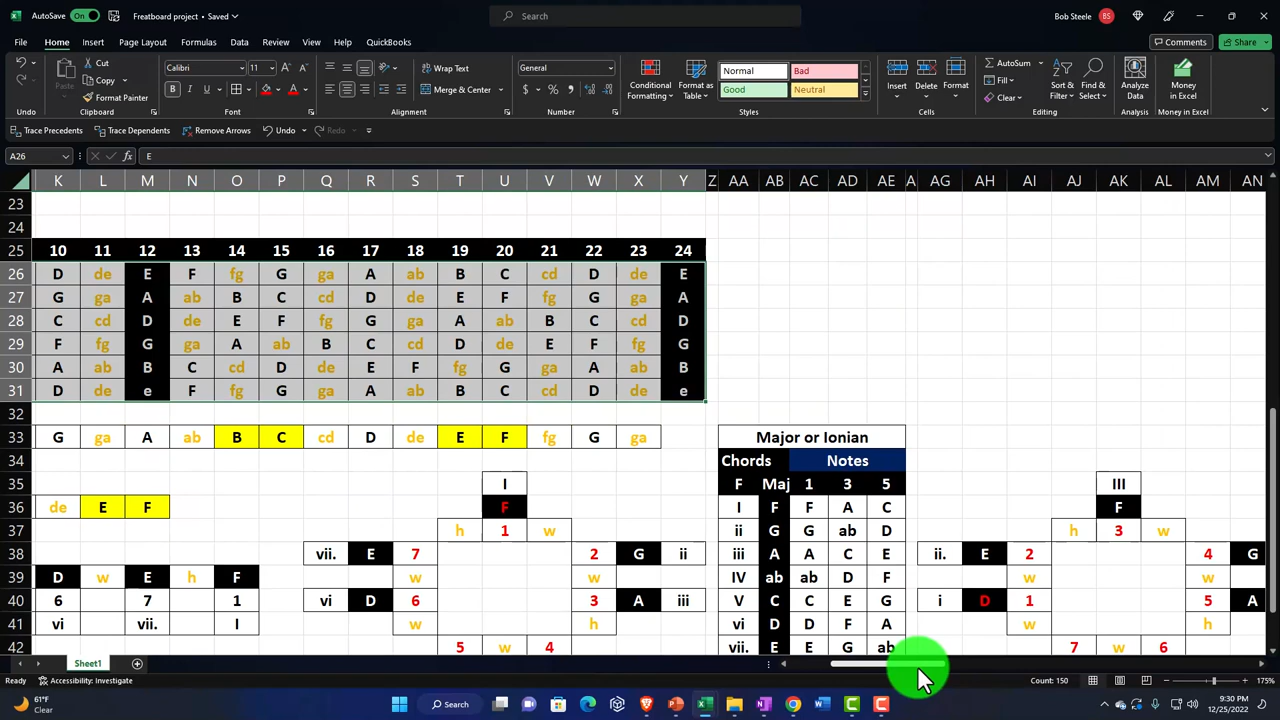 AutoSave On Freatboard project • Saved Search Bob Steele BS
File Home Insert Page Layout Formulas Data Review View Help QuickBooks Comments Share
Cut Copy Format Painter Paste Calibri 11 Wrap Text Merge & Center General Conditional Formatting Format as Table Normal Bad Good Neutral Insert Delete Format AutoSum Fill Clear Sort & Filter Find & Select Analyze Data Money in Excel
Undo Clipboard Font Alignment Number Styles Cells Editing Analysis Money in Excel
Trace Precedents Trace Dependents Remove Arrows Undo Redo
A26 fx E
K L M N O P Q R S T U V W X Y Z AA AB AC AD AE A AG AH AI AJ AK AL AM AN
23
24
25 10 11 12 13 14 15 16 17 18 19 20 21 22 23 24
26 D de E F fg G ga A ab B C cd D de E
27 G ga A ab B C cd D de E F fg G ga A
28 C cd D de E F fg G ga A ab B C cd D
29 F fg G ga A ab B C cd D de E F fg G
30 A ab B C cd D de E F fg G ga A ab B
31 D de e F fg G ga A ab B C cd D de e
32
33 G ga A ab B C cd D de E F fg G ga Major or Ionian
34 Chords Notes
35 I F Maj 1 3 5 III
36 de E F F I F F A C F
37 h 1 w ii G G ab D h 3 w
38 vii. E 7 2 G ii iii A A C E ii. E 2 4 G
39 D w E h F w w IV ab ab D F w w
40 6 7 1 vi D 6 3 A iii V C C E G i D 1 5 A
41 vi vii. I w h vi D D F A w h
42 5 w 4 vii. E E G ab 7 w 6
Sheet1
Ready Accessibility: Investigate Count: 150 175%
61°F Clear Search 9:30 PM 12/25/2022